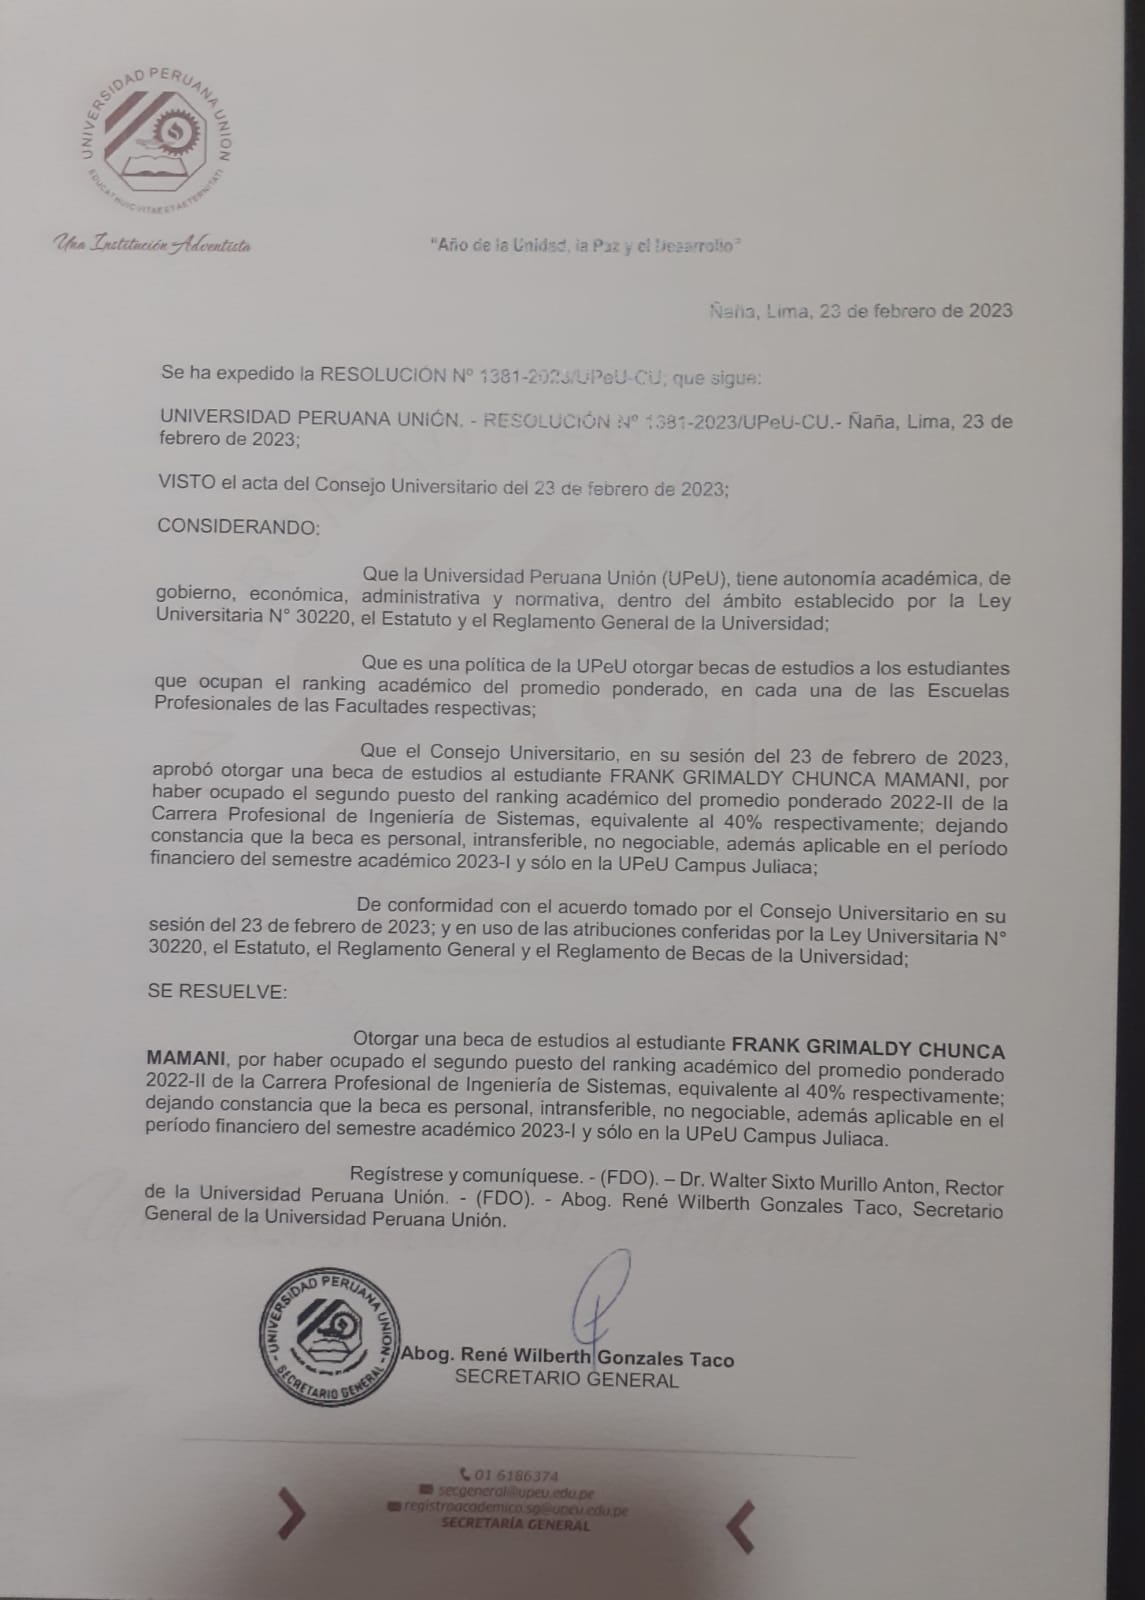 UNIVERSIDAD PERUANA UNION
Una Institución Adventista
"Año de la Unidad, la Paz y el Desarrollo"
Ñaña, Lima, 23 de febrero de 2023
Se ha expedido la RESOLUCIÓN Nº 1381-2023/UPeU-CU, que sigue:
UNIVERSIDAD PERUANA UNIÓN. - RESOLUCIÓN Nº 1381-2023/UPeU-CU.- Ñaña, Lima, 23 de
febrero de 2023;
VISTO el acta del Consejo Universitario del 23 de febrero de 2023;
CONSIDERANDO:
Que la Universidad Peruana Unión (UPeU), tiene autonomía académica, de
gobierno, económica, administrativa y normativa, dentro del ámbito establecido por la Ley
Universitaria N° 30220, el Estatuto y el Reglamento General de la Universidad;
Que es una política de la UPeU otorgar becas de estudios a los estudiantes
que ocupan el ranking académico del promedio ponderado, en cada una de las Escuelas
Profesionales de las Facultades respectivas;
Que el Consejo Universitario, en su sesión del 23 de febrero de 2023,
aprobó otorgar una beca de estudios al estudiante FRANK GRIMALDY CHUNCA MAMANI, por
haber ocupado el segundo puesto del ranking académico del promedio ponderado 2022-II de la
Carrera Profesional de Ingeniería de Sistemas, equivalente al 40% respectivamente; dejando
constancia que la beca es personal, intransferible, no negociable, además aplicable en el período
financiero del semestre académico 2023-I y sólo en la UPeU Campus Juliaca;
De conformidad con el acuerdo tomado por el Consejo Universitario en su
sesión del 23 de febrero de 2023; y en uso de las atribuciones conferidas por la Ley Universitaria N°
30220, el Estatuto, el Reglamento General y el Reglamento de Becas de la Universidad;
SE RESUELVE:
Otorgar una beca de estudios al estudiante FRANK GRIMALDY CHUNCA
MAMANI, por haber ocupado el segundo puesto del ranking académico del promedio ponderado
2022-II de la Carrera Profesional de Ingeniería de Sistemas, equivalente al 40% respectivamente;
dejando constancia que la beca es personal, intransferible, no negociable, además aplicable en el
período financiero del semestre académico 2023-I y sólo en la UPeU Campus Juliaca.
Regístrese y comuníquese. - (FDO). – Dr. Walter Sixto Murillo Anton, Rector
de la Universidad Peruana Unión. - (FDO). - Abog. René Wilberth Gonzales Taco, Secretario
General de la Universidad Peruana Unión.
- UNIVERSIDAD PERUANA UNION -
SECRETARIO GENERAL
Abog. René Wilberth Gonzales Taco
SECRETARIO GENERAL
01 6186374
secgeneral@upeu.edu.pe
registroacademico.sg@upeu.edu.pe
SECRETARÍA GENERAL